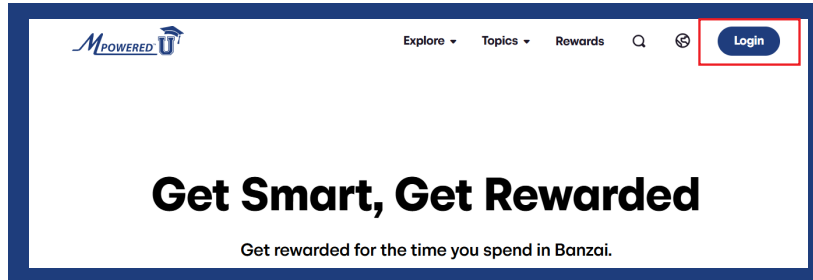 MPOWERED U
Explore Topics Rewards Login
Get Smart, Get Rewarded
Get rewarded for the time you spend in Banzai.